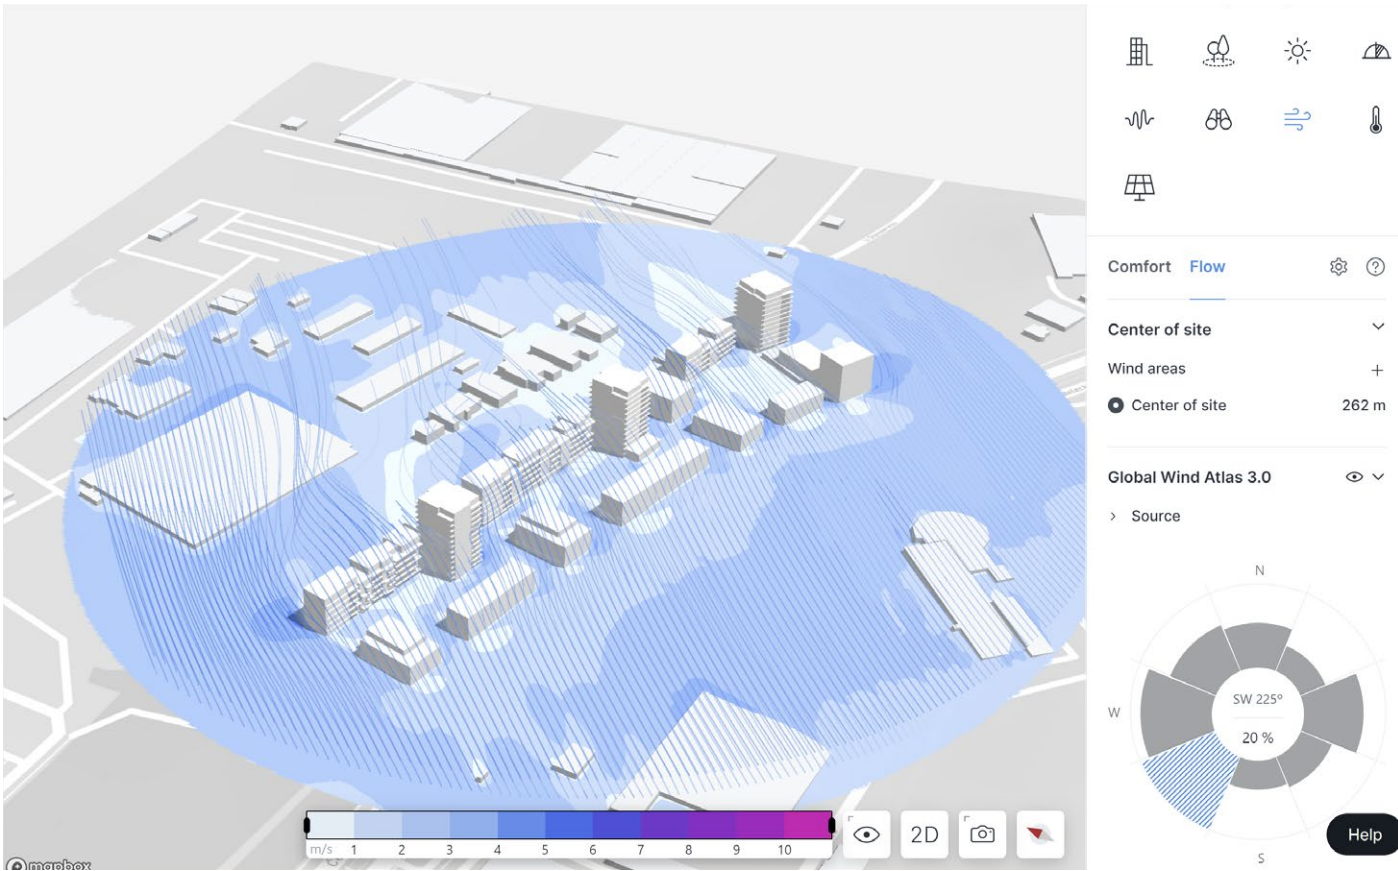 Comfort Flow
Center of site
Wind areas
Center of site 262 m
Global Wind Atlas 3.0
Source
N
SW 225º
W
20 %
S
Help
m/s 1 2 3 4 5 6 7 8 9 10
2D
mapbox